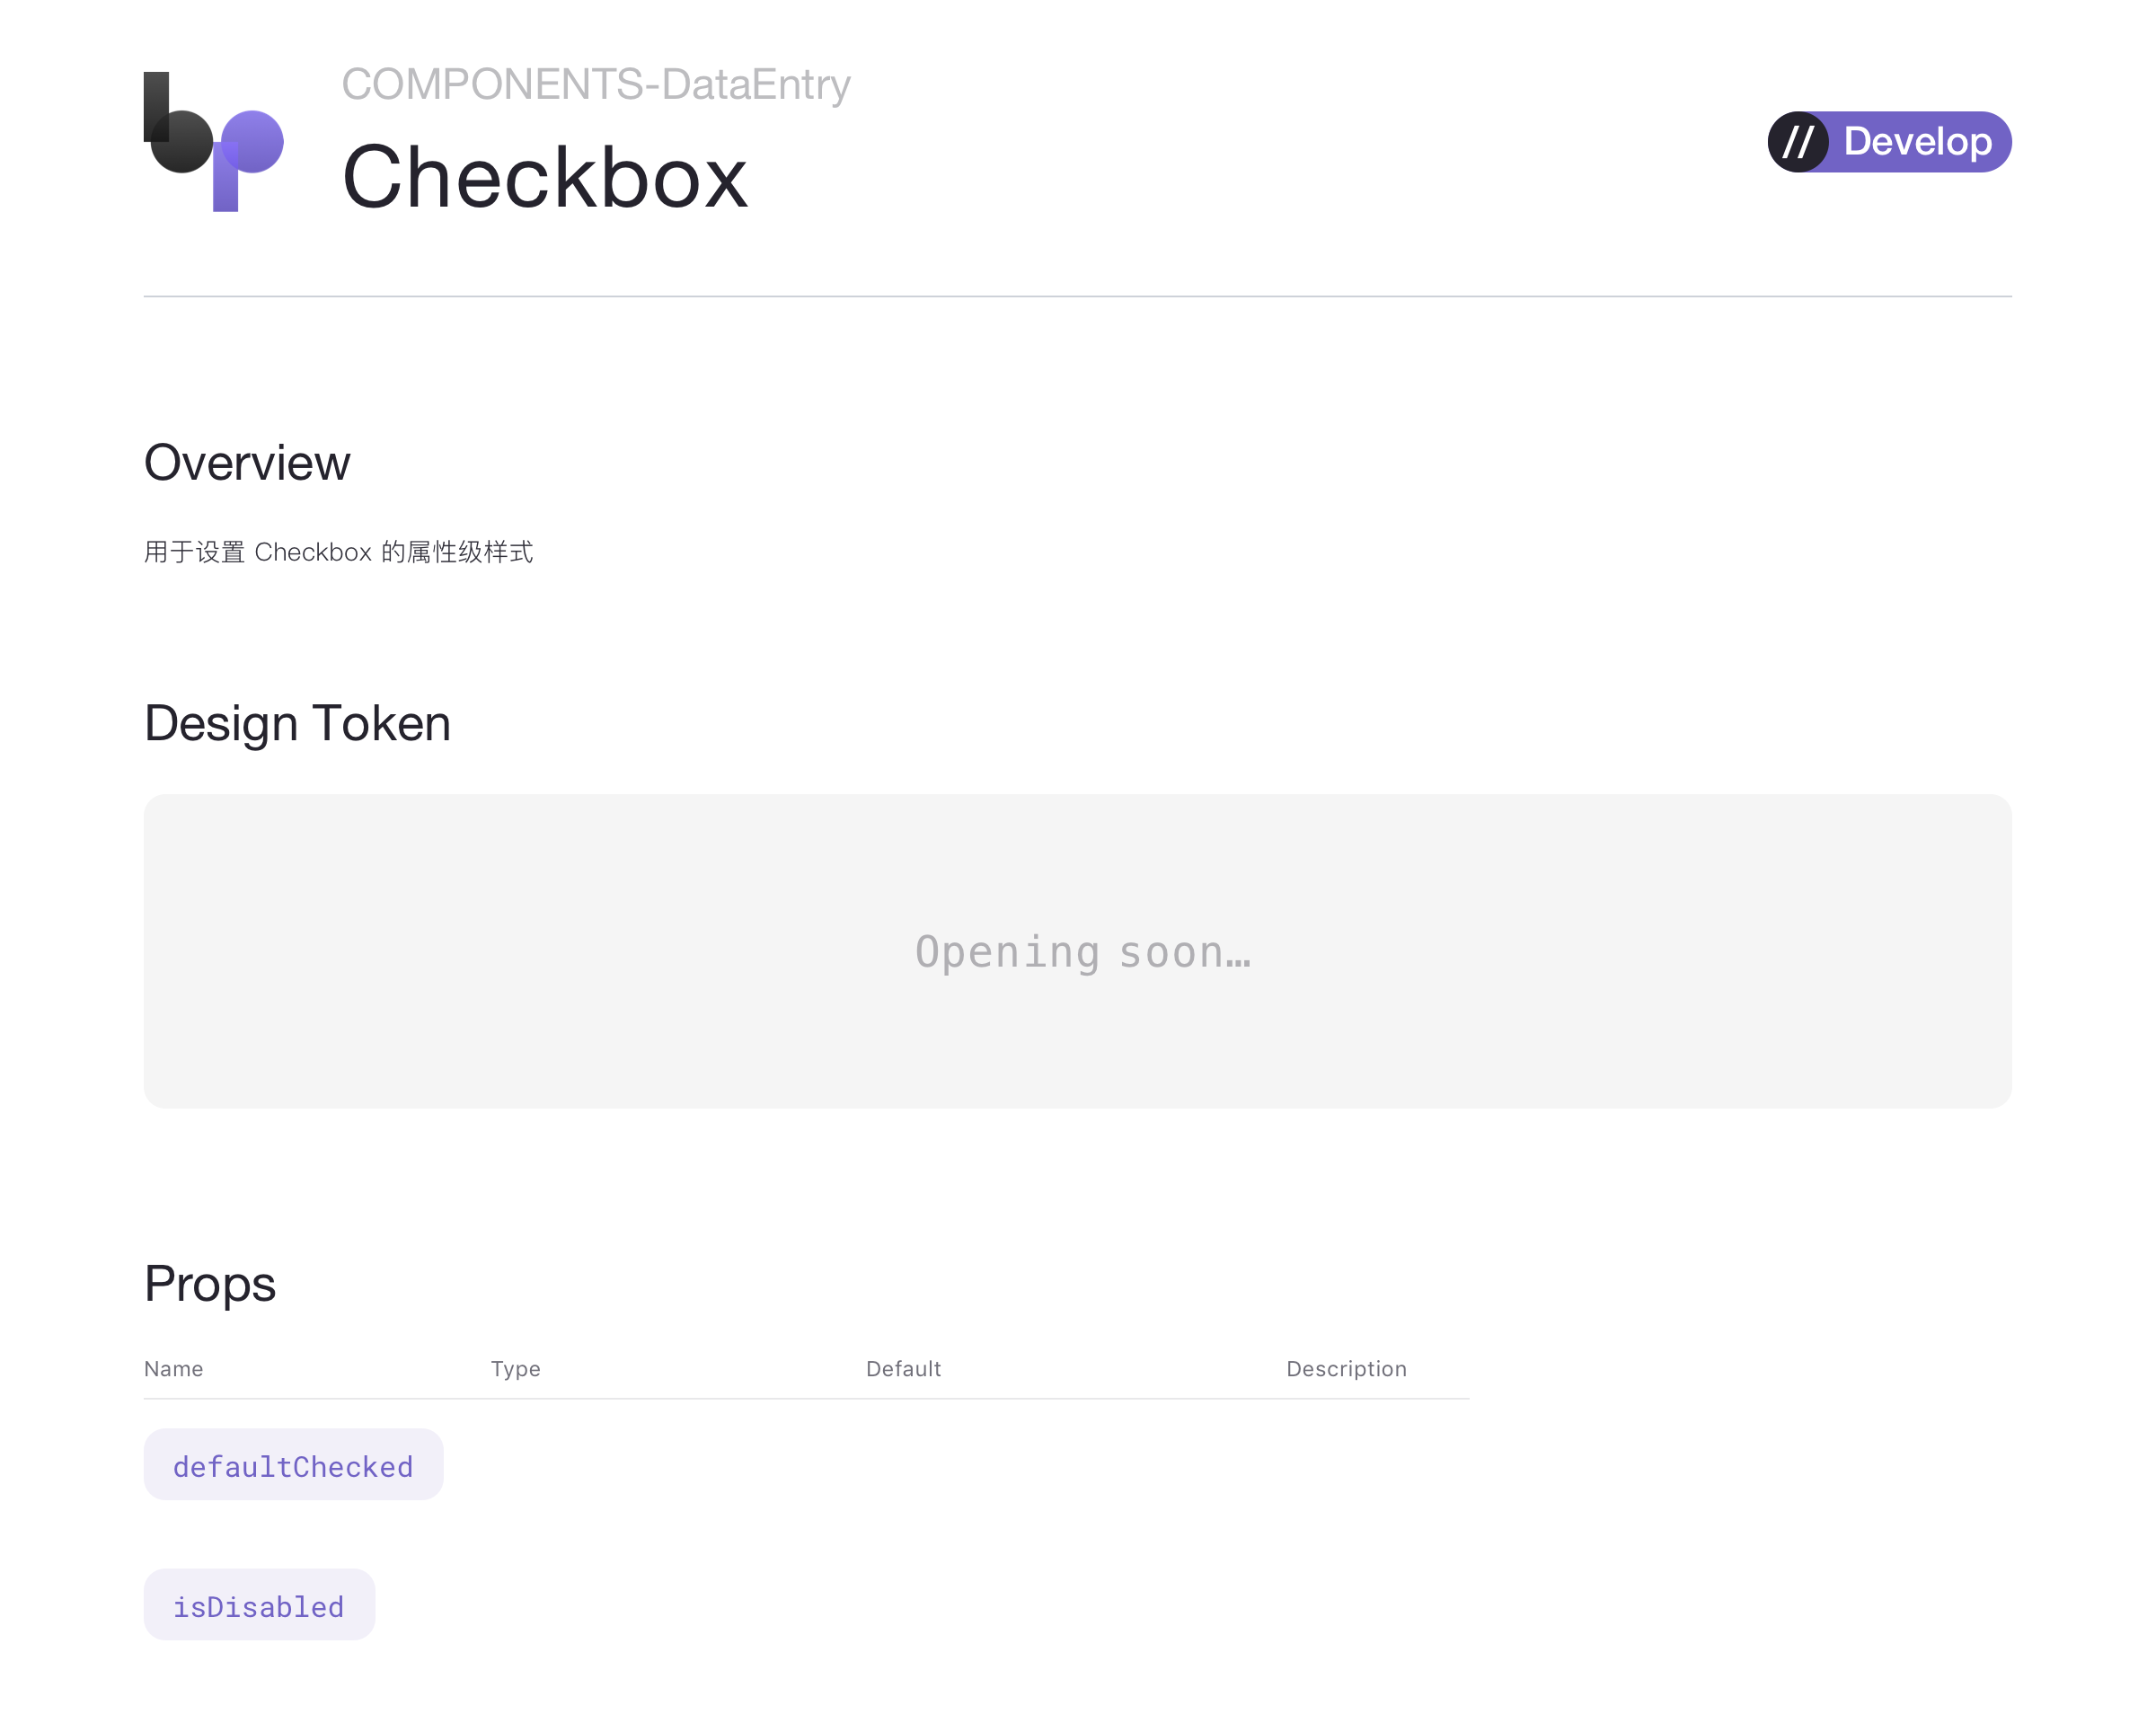 COMPONENTS-DataEntry
Checkbox
// Develop
Overview
用于设置 Checkbox 的属性级样式
Design Token
Opening soon…
Props
Name Type Default Description
defaultChecked
isDisabled